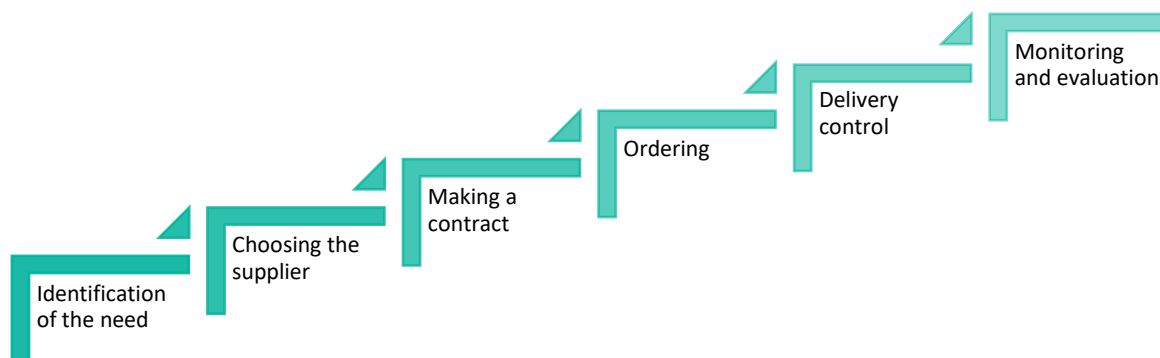 Identification
of the need
Choosing the
supplier
Making a
contract
Ordering
Delivery
control
Monitoring
and evaluation